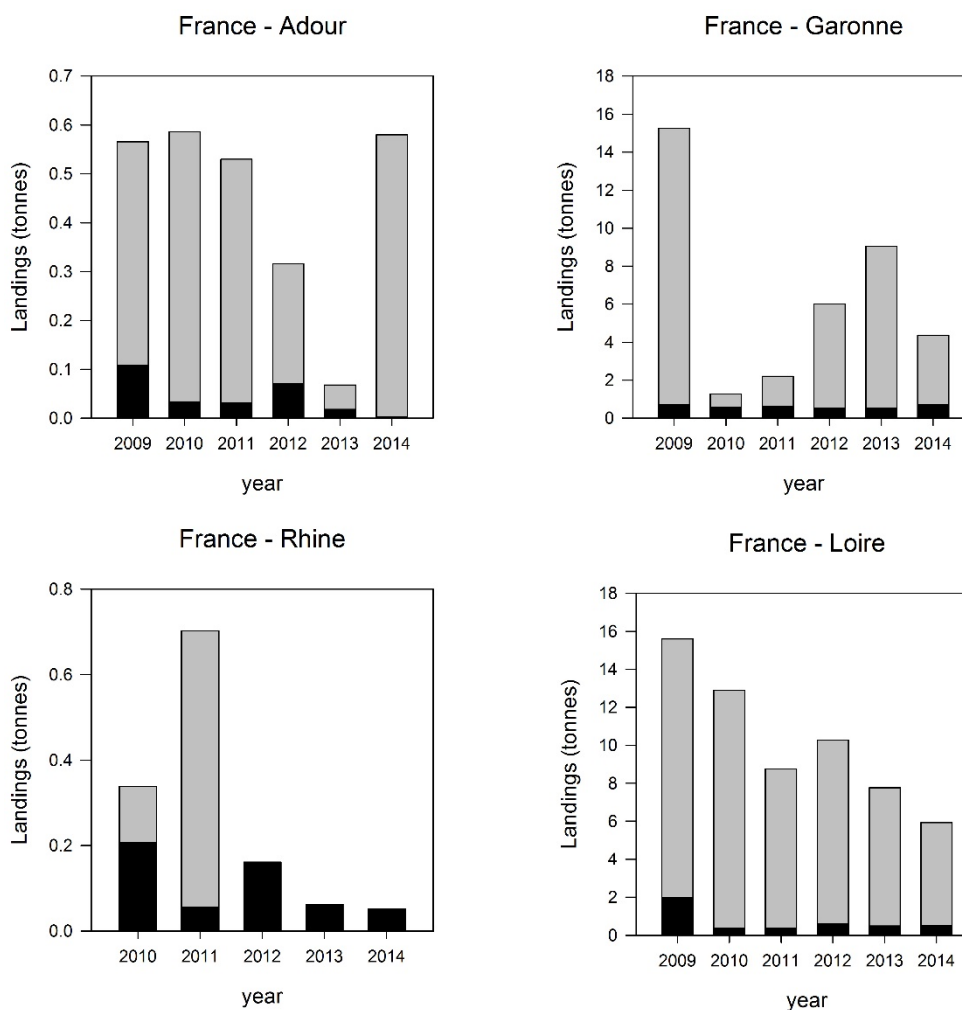 France - Adour
Landings (tonnes)
0.7
0.6
0.5
0.4
0.3
0.2
0.1
0.0
2009 2010 2011 2012 2013 2014
year
France - Garonne
Landings (tonnes)
18
16
14
12
10
8
6
4
2
0
2009 2010 2011 2012 2013 2014
year
France - Rhine
Landings (tonnes)
0.8
0.6
0.4
0.2
0.0
2010 2011 2012 2013 2014
year
France - Loire
Landings (tonnes)
18
16
14
12
10
8
6
4
2
0
2009 2010 2011 2012 2013 2014
year